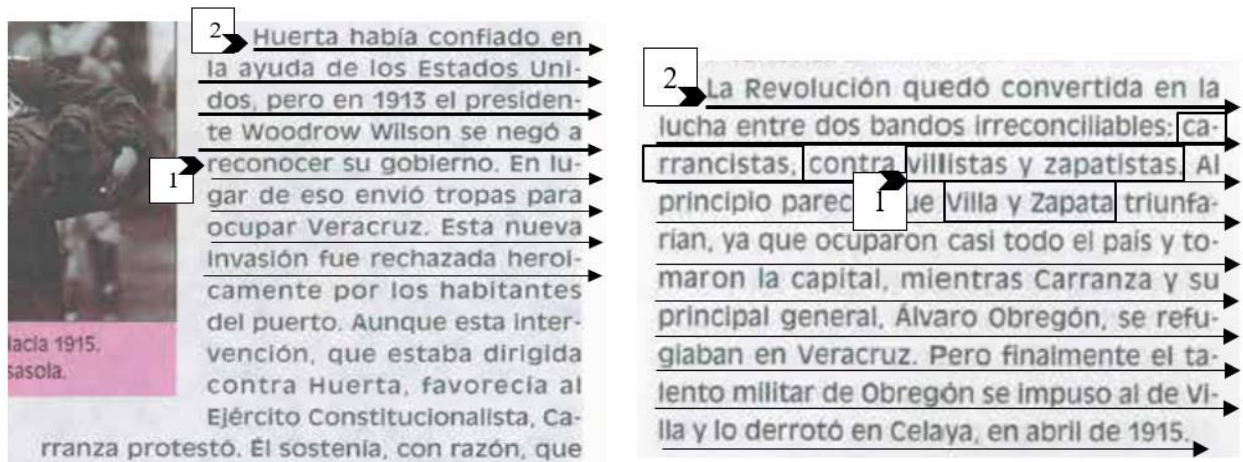 2
Huerta había confiado en
la ayuda de los Estados Uni-
dos, pero en 1913 el presiden-
te Woodrow Wilson se negó a
1
reconocer su gobierno. En lu-
gar de eso envió tropas para
ocupar Veracruz. Esta nueva
invasión fue rechazada heroi-
camente por los habitantes
del puerto. Aunque esta inter-
vención, que estaba dirigida
contra Huerta, favorecía al
Ejército Constitucionalista, Ca-
rranza protestó. Él sostenía, con razón, que
lacia 1915.
sasola.
2
La Revolución quedó convertida en la
lucha entre dos bandos irreconciliables: ca-
rrancistas, contra villistas y zapatistas. Al
1
principio parec ue Villa y Zapata triunfa-
rían, ya que ocuparon casi todo el país y to-
maron la capital, mientras Carranza y su
principal general, Álvaro Obregón, se refu-
giaban en Veracruz. Pero finalmente el ta-
lento militar de Obregón se impuso al de Vi-
lla y lo derrotó en Celaya, en abril de 1915.